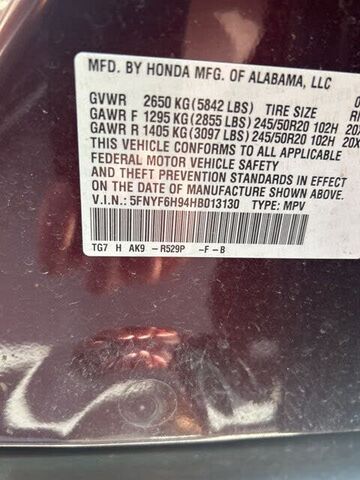 MFD. BY HONDA MFG. OF ALABAMA, LLC
GVWR 2650 KG (5842 LBS) TIRE SIZE
GAWR F 1295 KG (2855 LBS) 245/50R20 102H 20X
GAWR R 1405 KG (3097 LBS) 245/50R20 102H 20X
THIS VEHICLE CONFORMS TO ALL APPLICABLE
FEDERAL MOTOR VEHICLE SAFETY
AND THEFT PREVENTION STANDARDS IN EFFECT
ON THE DATE OF MANUFACTURE SHOWN ABOVE.
V.I.N.: 5FNYF6H94HB013130 TYPE: MPV
TG7 H AK9 -R529P -F-B